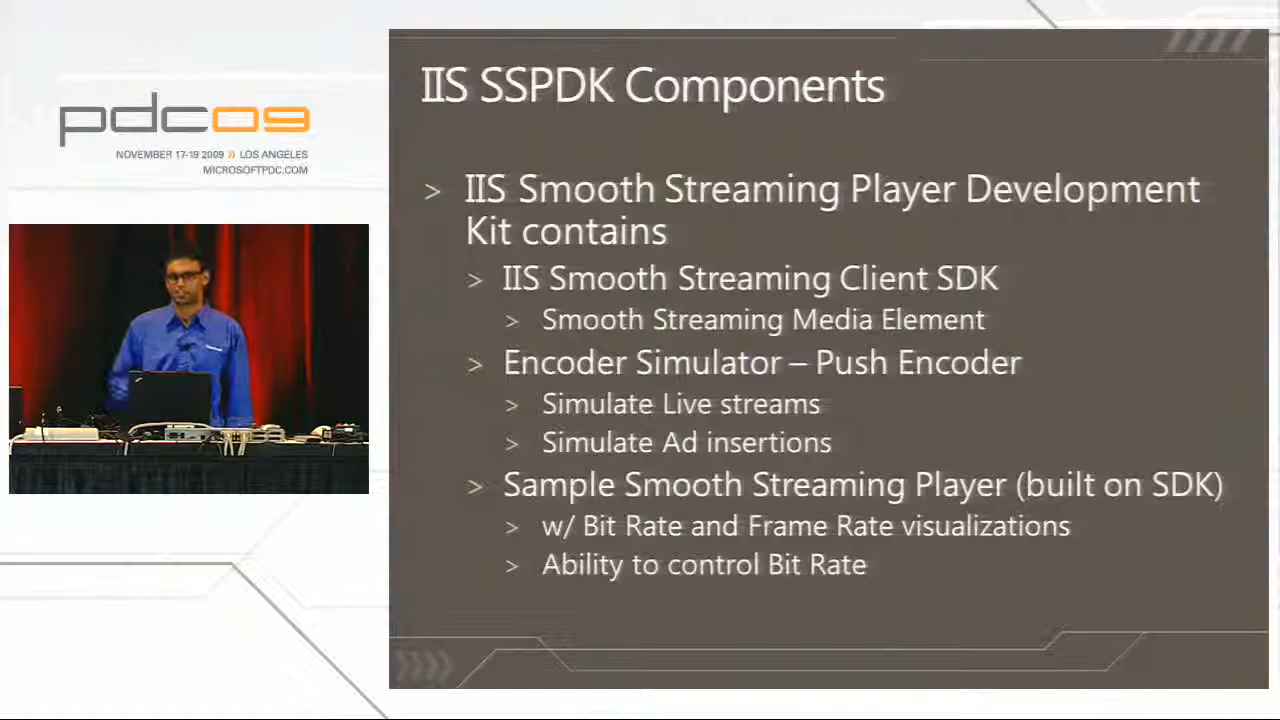 pdc09
NOVEMBER 17-19 2009 » LOS ANGELES
MICROSOFTPDC.COM
IIS SSPDK Components
> IIS Smooth Streaming Player Development
Kit contains
> IIS Smooth Streaming Client SDK
> Smooth Streaming Media Element
> Encoder Simulator – Push Encoder
> Simulate Live streams
> Simulate Ad insertions
> Sample Smooth Streaming Player (built on SDK)
> w/ Bit Rate and Frame Rate visualizations
> Ability to control Bit Rate